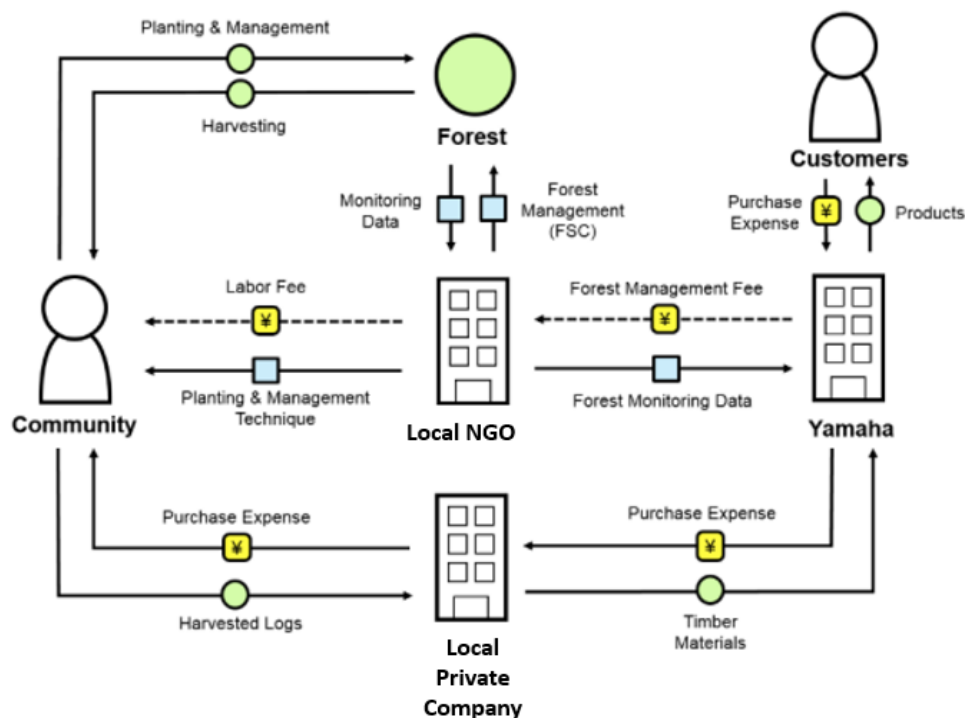 Planting & Management
Harvesting
Forest
Customers
Monitoring
Data
Forest
Management
(FSC)
Purchase
Expense
¥
Products
Labor Fee
¥
Forest Management Fee
¥
Planting & Management
Technique
Forest Monitoring Data
Community
Local NGO
Yamaha
Purchase Expense
¥
Purchase Expense
¥
Harvested Logs
Timber
Materials
Local
Private
Company